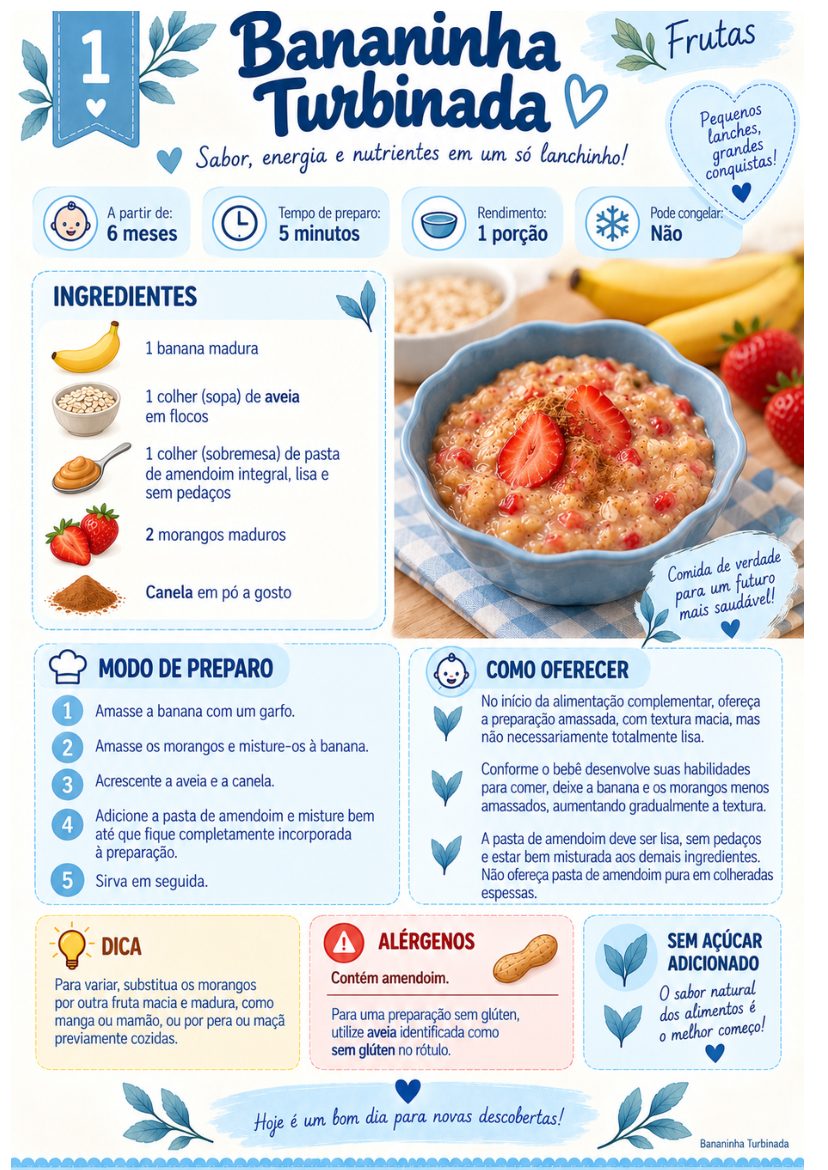 1
Bananinha
Turbinada
Frutas
Sabor, energia e nutrientes em um só lanchinho!
Pequenos
lanches,
grandes
conquistas!
A partir de:
6 meses
Tempo de preparo:
5 minutos
Rendimento:
1 porção
Pode congelar:
Não
INGREDIENTES
1 banana madura
1 colher (sopa) de aveia
em flocos
1 colher (sobremesa) de pasta
de amendoim integral, lisa e
sem pedaços
2 morangos maduros
Canela em pó a gosto
Comida de verdade
para um futuro
mais saudável!
MODO DE PREPARO
1 Amasse a banana com um garfo.
2 Amasse os morangos e misture-os à banana.
3 Acrescente a aveia e a canela.
4 Adicione a pasta de amendoim e misture bem
até que fique completamente incorporada
à preparação.
5 Sirva em seguida.
COMO OFERECER
No início da alimentação complementar, ofereça
a preparação amassada, com textura macia, mas
não necessariamente totalmente lisa.
Conforme o bebê desenvolve suas habilidades
para comer, deixe a banana e os morangos menos
amassados, aumentando gradualmente a textura.
A pasta de amendoim deve ser lisa, sem pedaços
e estar bem misturada aos demais ingredientes.
Não ofereça pasta de amendoim pura em colheradas
espessas.
DICA
Para variar, substitua os morangos
por outra fruta macia e madura, como
manga ou mamão, ou por pera ou maçã
previamente cozidas.
ALÉRGENOS
Contém amendoim.
Para uma preparação sem glúten,
utilize aveia identificada como
sem glúten no rótulo.
SEM AÇÚCAR
ADICIONADO
O sabor natural
dos alimentos é
o melhor começo!
Hoje é um bom dia para novas descobertas!
Bananinha Turbinada